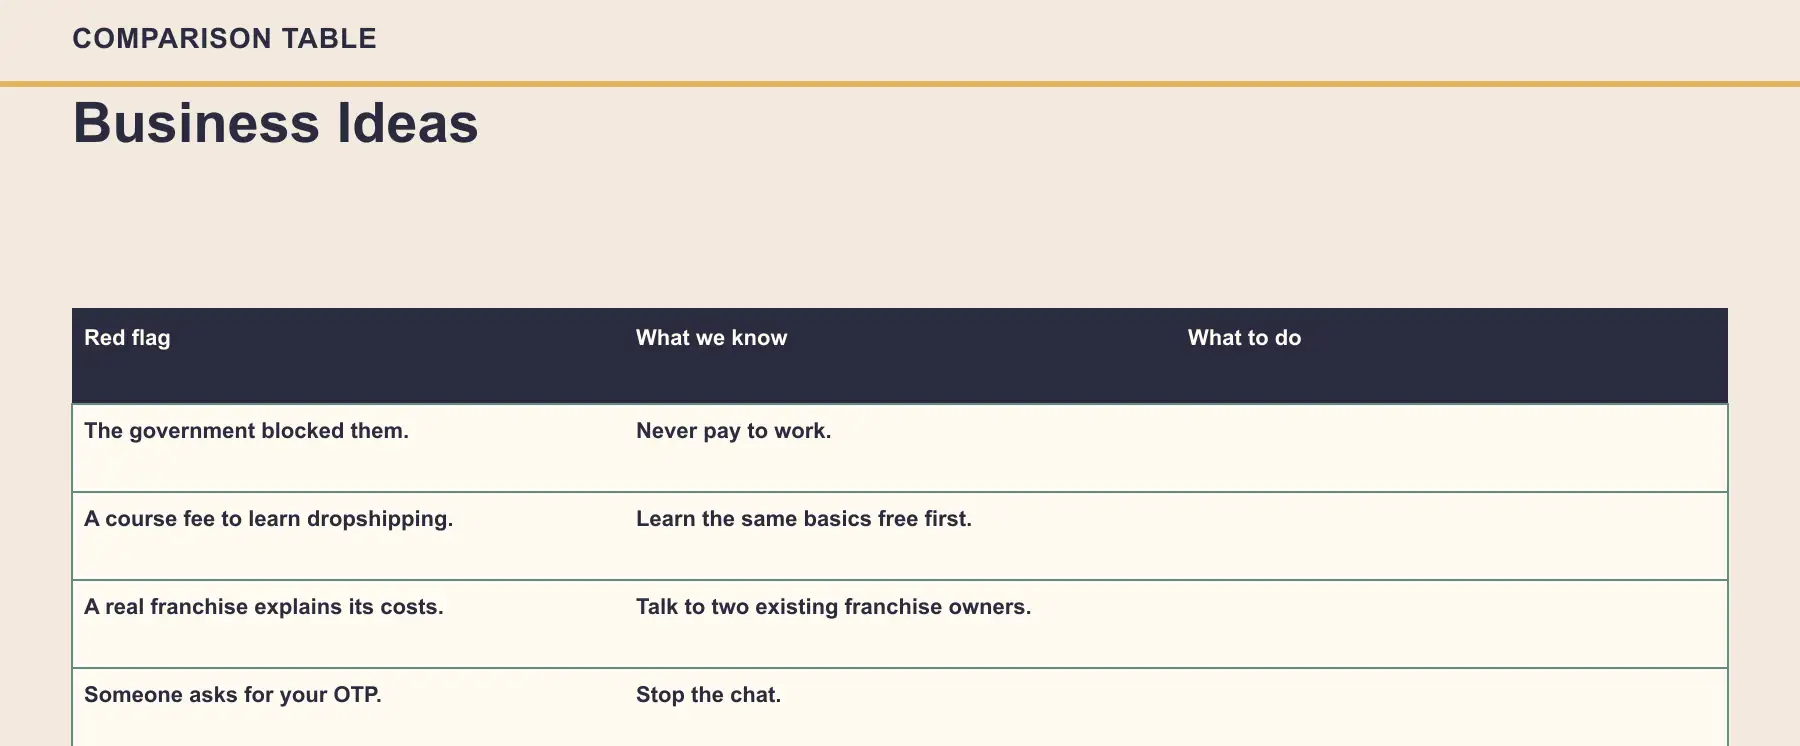 COMPARISON TABLE
Business Ideas
Red flag What we know What to do
The government blocked them. Never pay to work.
A course fee to learn dropshipping. Learn the same basics free first.
A real franchise explains its costs. Talk to two existing franchise owners.
Someone asks for your OTP. Stop the chat.